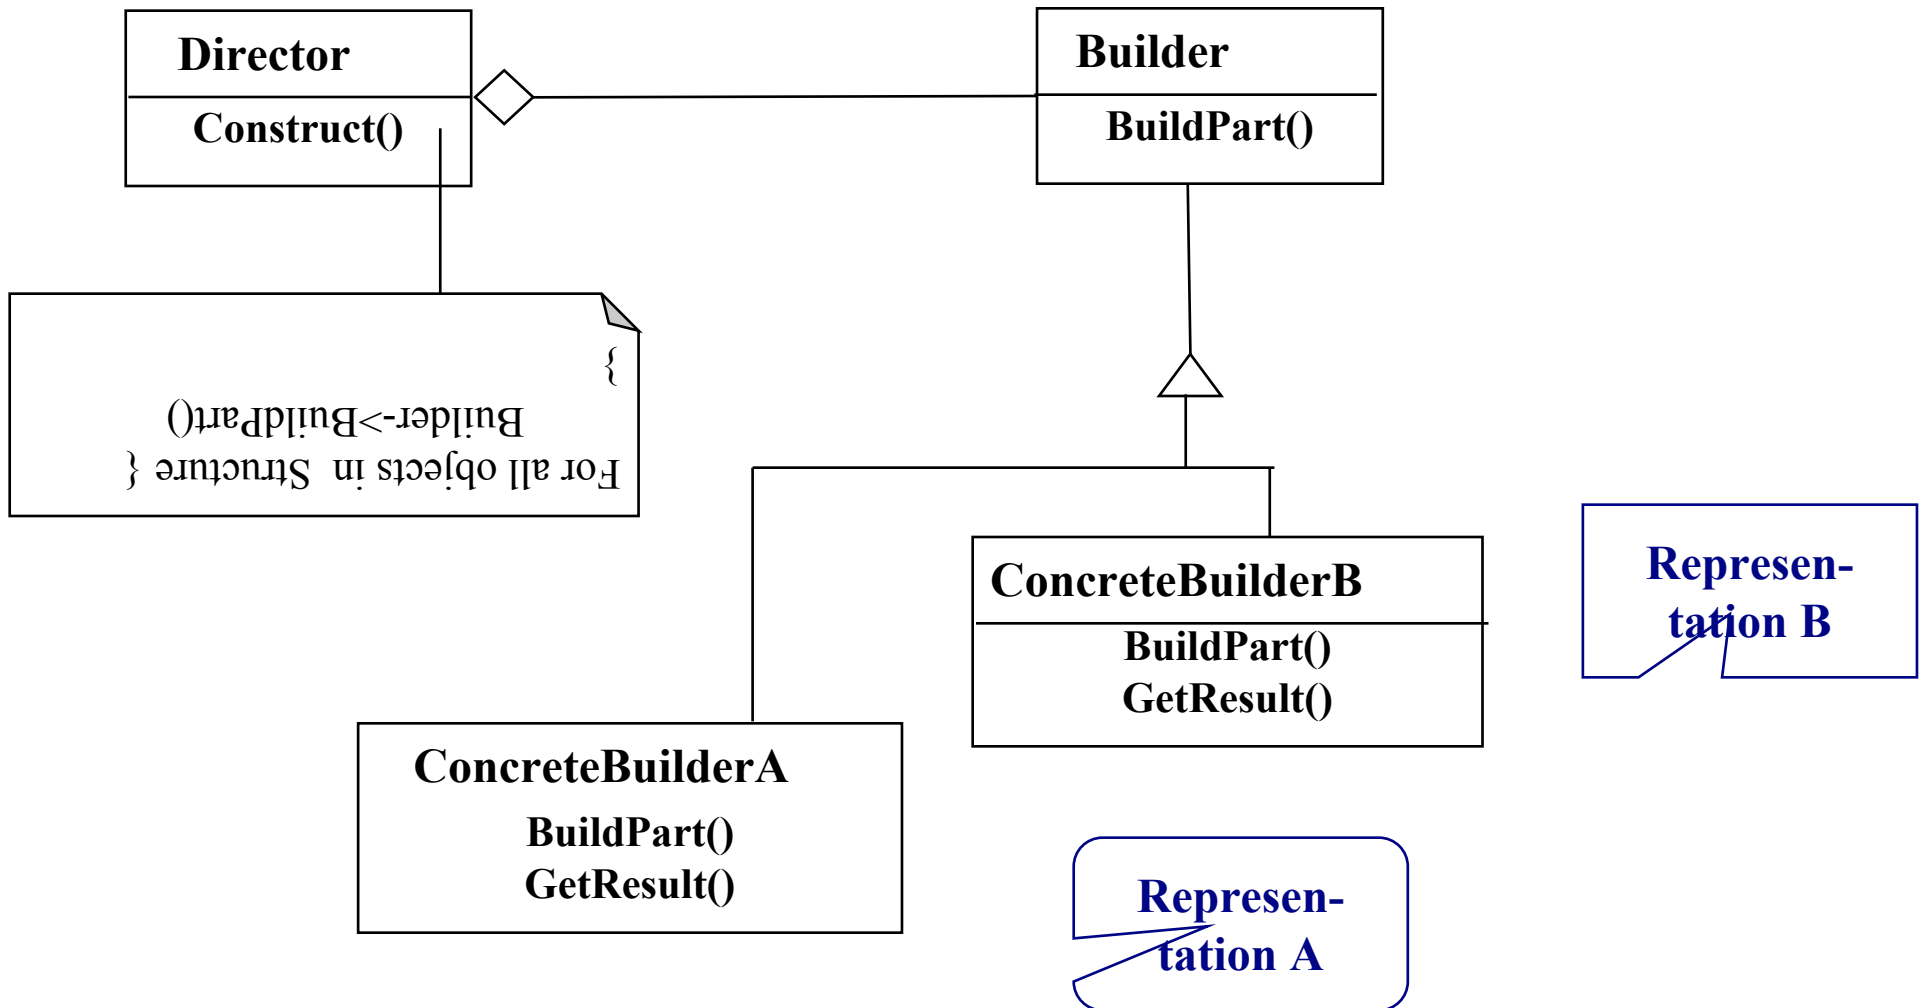 Director
Construct()
Builder
BuildPart()
For all objects in Structure {
Builder->BuildPart()
}
ConcreteBuilderB
BuildPart()
GetResult()
Represen-
tation B
ConcreteBuilderA
BuildPart()
GetResult()
Represen-
tation A